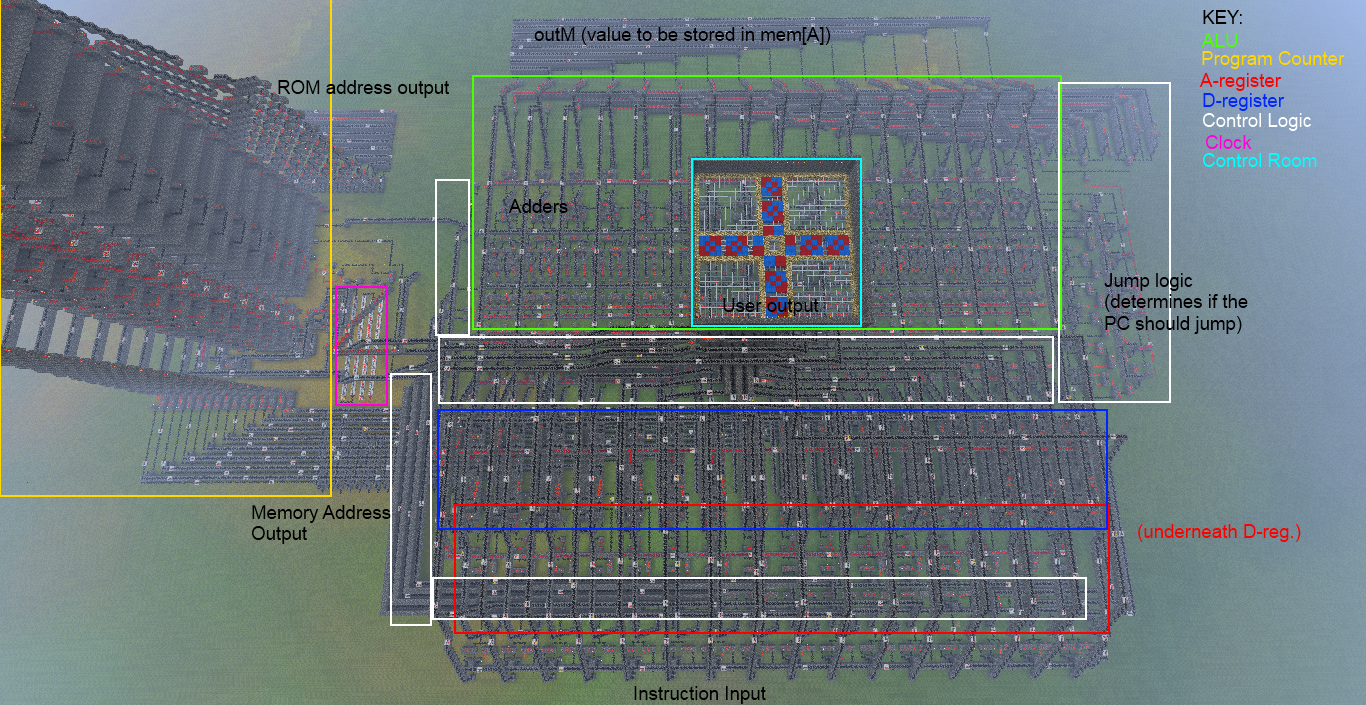 outM (value to be stored in mem[A])
KEY:
ALU
Program Counter
A-register
D-register
Control Logic
Clock
Control Room
ROM address output
Adders
User output
Jump logic
(determines if the
PC should jump)
Memory Address
Output
(underneath D-reg.)
Instruction Input